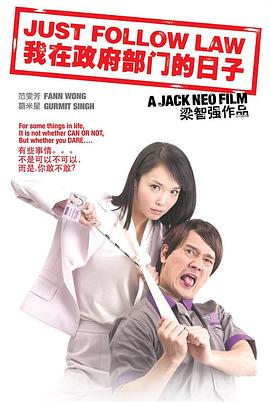 JUST FOLLOW LAW
我在政府部门的日子
范雯芳 FANN WONG
葛米星 GURMIT SINGH
A JACK NEO FILM
梁智强作品
For some things in life,
It is not whether CAN OR NOT,
But whether you DARE....
有些事情。。。
不是可以不可以,
而是,你敢不敢?